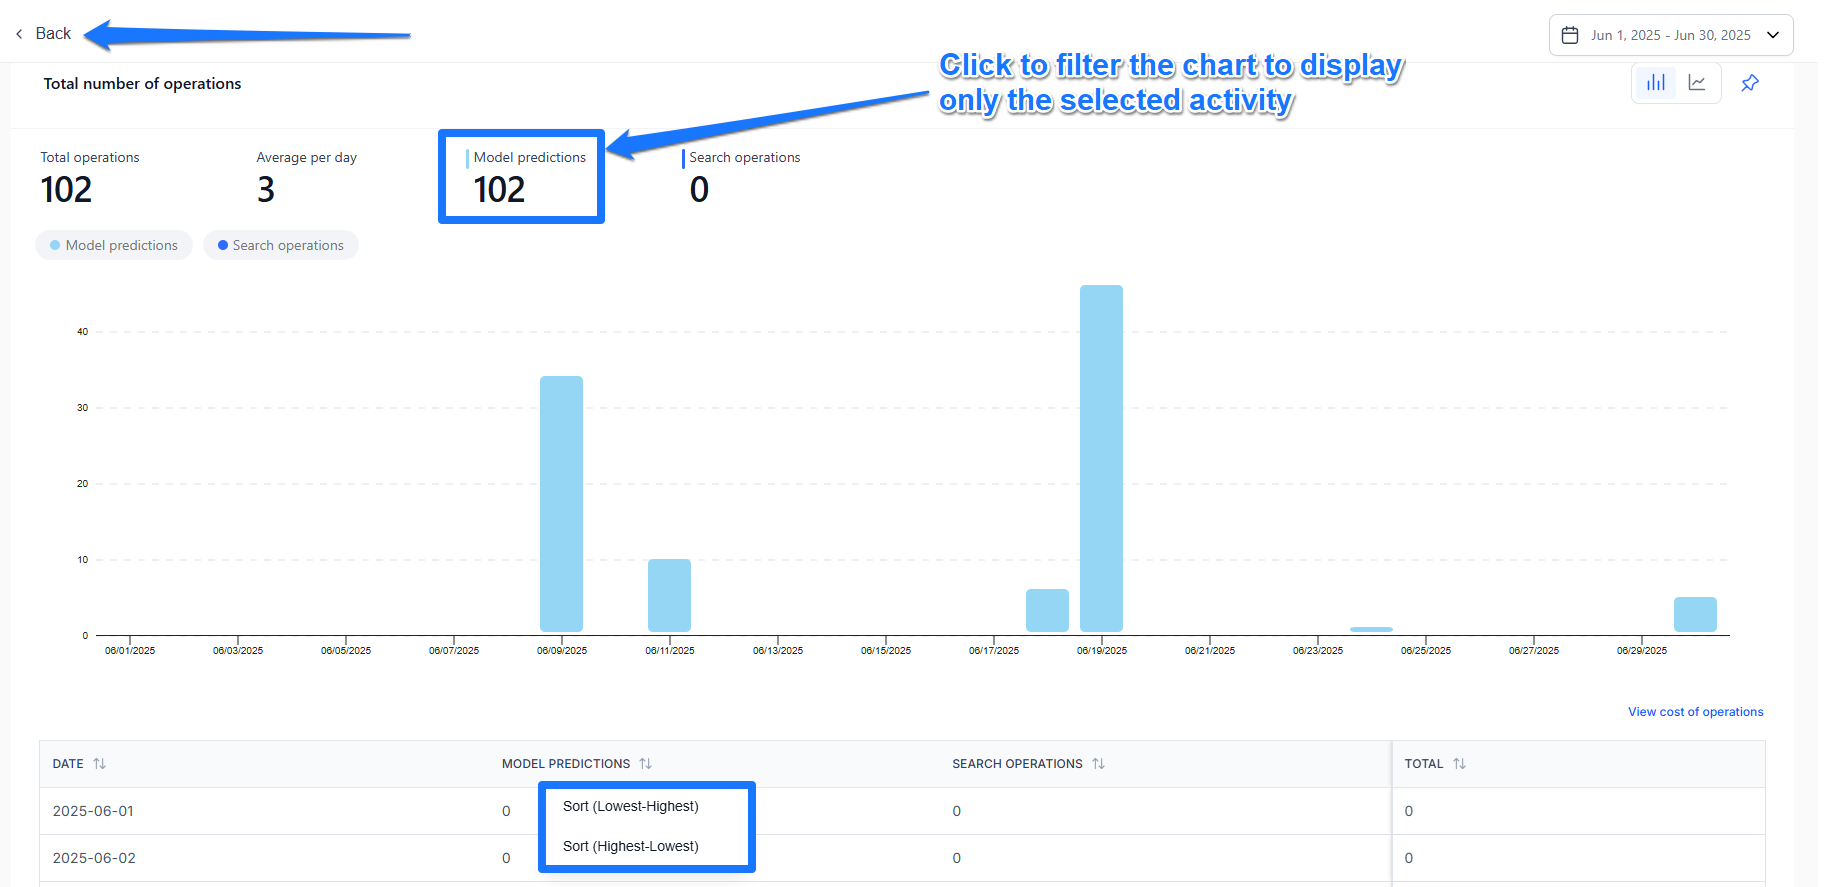 Back
Jun 1, 2025 - Jun 30, 2025
Click to filter the chart to display
only the selected activity
Total number of operations
Total operations
102
Average per day
3
Model predictions
102
Search operations
0
Model predictions
Search operations
40
30
20
10
0
06/01/2025 06/03/2025 06/05/2025 06/07/2025 06/09/2025 06/11/2025 06/13/2025 06/15/2025 06/17/2025 06/19/2025 06/21/2025 06/23/2025 06/25/2025 06/27/2025 06/29/2025
View cost of operations
DATE MODEL PREDICTIONS SEARCH OPERATIONS TOTAL
2025-06-01 0 0 0
Sort (Lowest-Highest)
Sort (Highest-Lowest)
2025-06-02 0 0 0